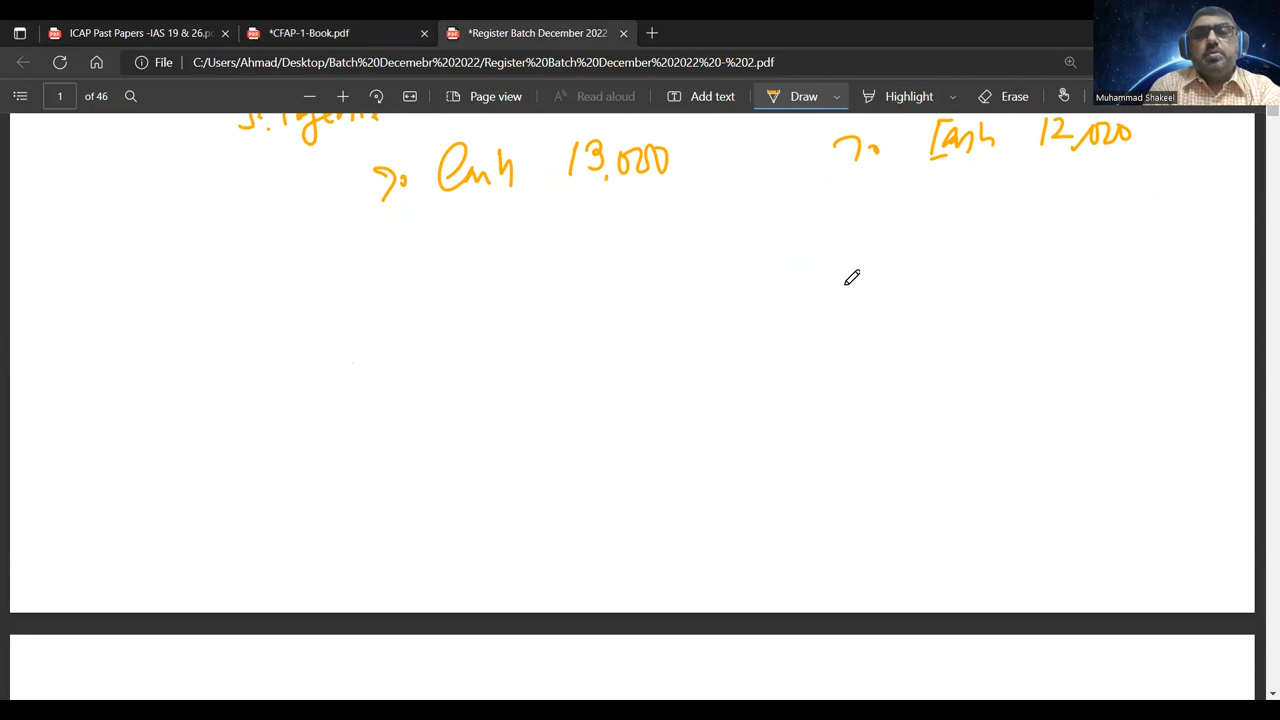 ICAP Past Papers -IAS 19 & 26.p
*CFAP-1-Book.pdf
*Register Batch December 2022
File
C:/Users/Ahmad/Desktop/Batch%20Decemebr%202022/Register%20Batch%20December%202022%20-%202.pdf
1 of 46
Page view
Read aloud
Add text
Draw
Highlight
Erase
Muhammad Shakeel
Cash 13,000
Cash 12,000